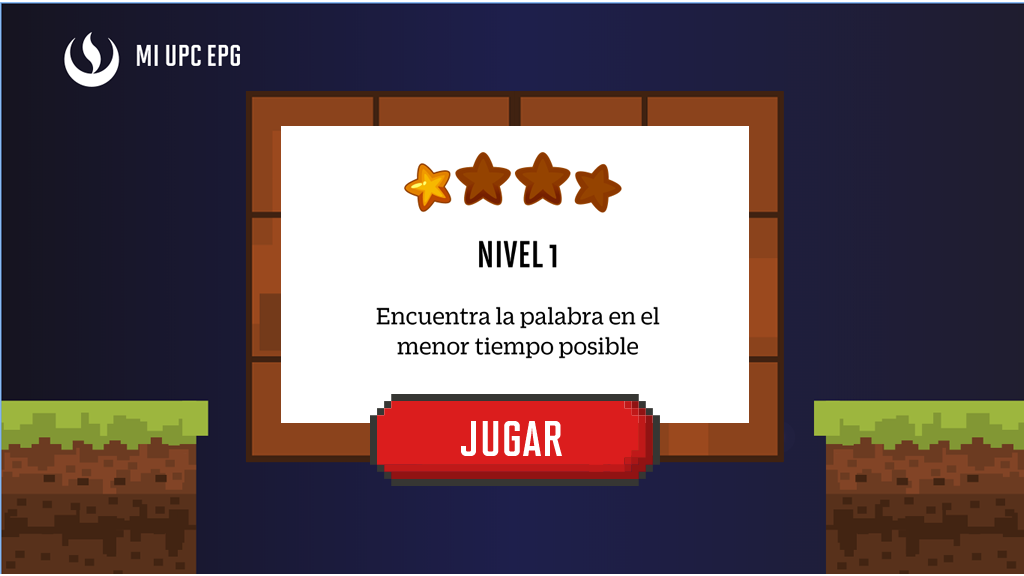 MI UPC EPG
NIVEL 1
Encuentra la palabra en el
menor tiempo posible
JUGAR